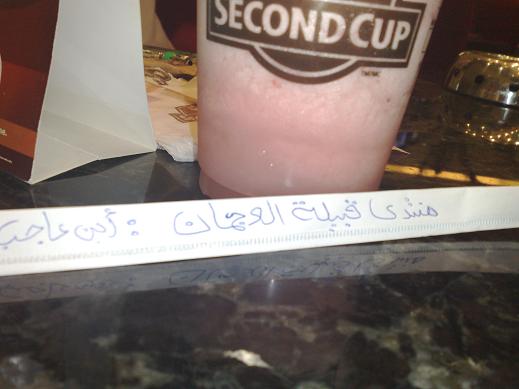 SECOND CUP
منتدى قبيلة العجمان : أبن عاجب